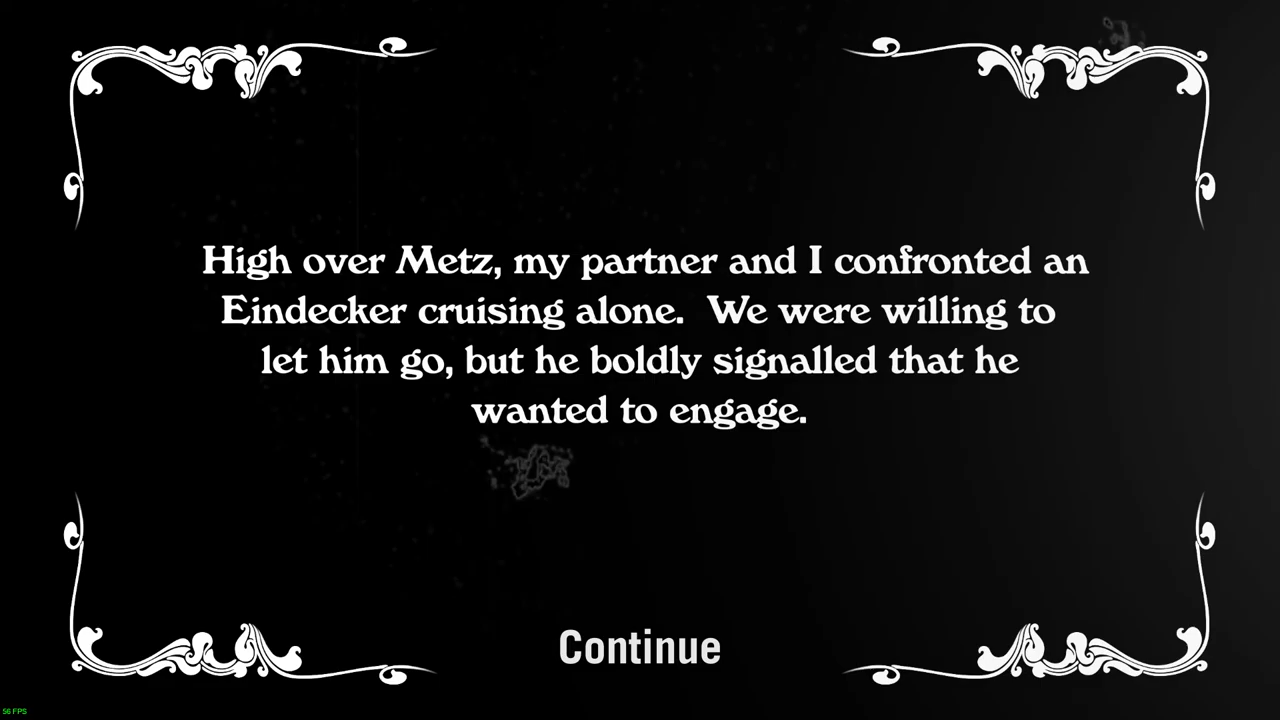 High over Metz, my partner and I confronted an
Eindecker cruising alone.  We were willing to
let him go, but he boldly signalled that he
wanted to engage.
Continue
56 FPS